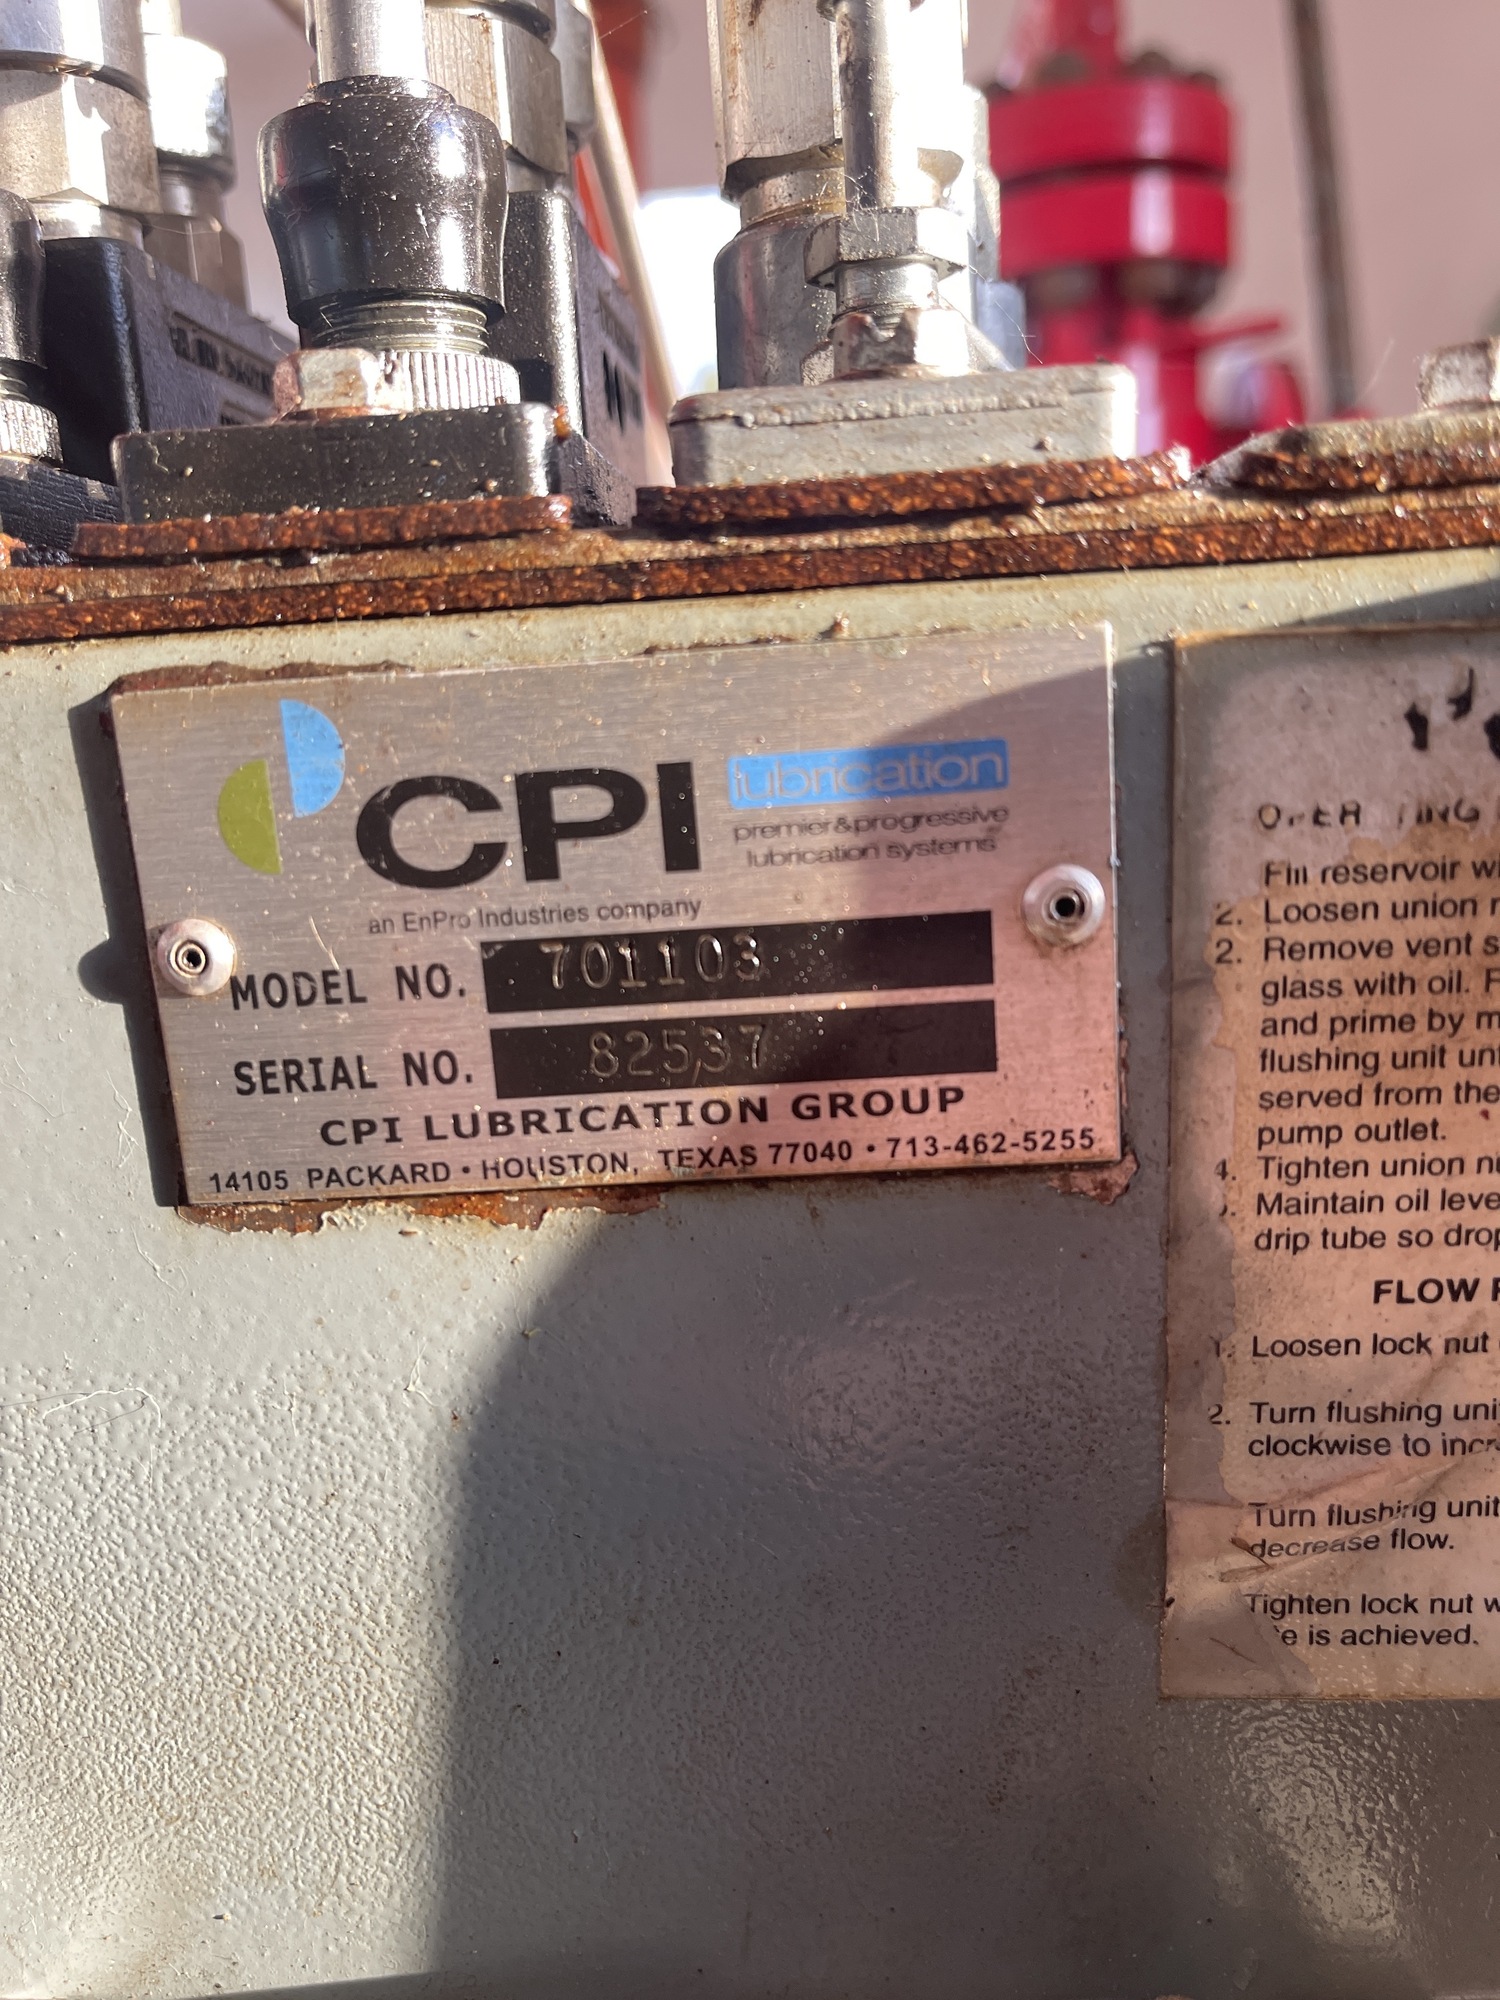 CPI
lubrication
premier&progressive
lubrication systems
an EnPro Industries company
MODEL NO. 701103
SERIAL NO. 82537
CPI LUBRICATION GROUP
14105 PACKARD • HOUSTON, TEXAS 77040 • 713-462-5255
Fill reservoir
2. Loosen union
2. Remove vent
glass with oil.
and prime by
flushing unit
served from the
pump outlet.
4. Tighten union
Maintain oil
drip tube so
FLOW
1. Loosen lock nut
2. Turn flushing
clockwise to
Turn flushing unit
decrease flow.
Tighten lock nut
is achieved.